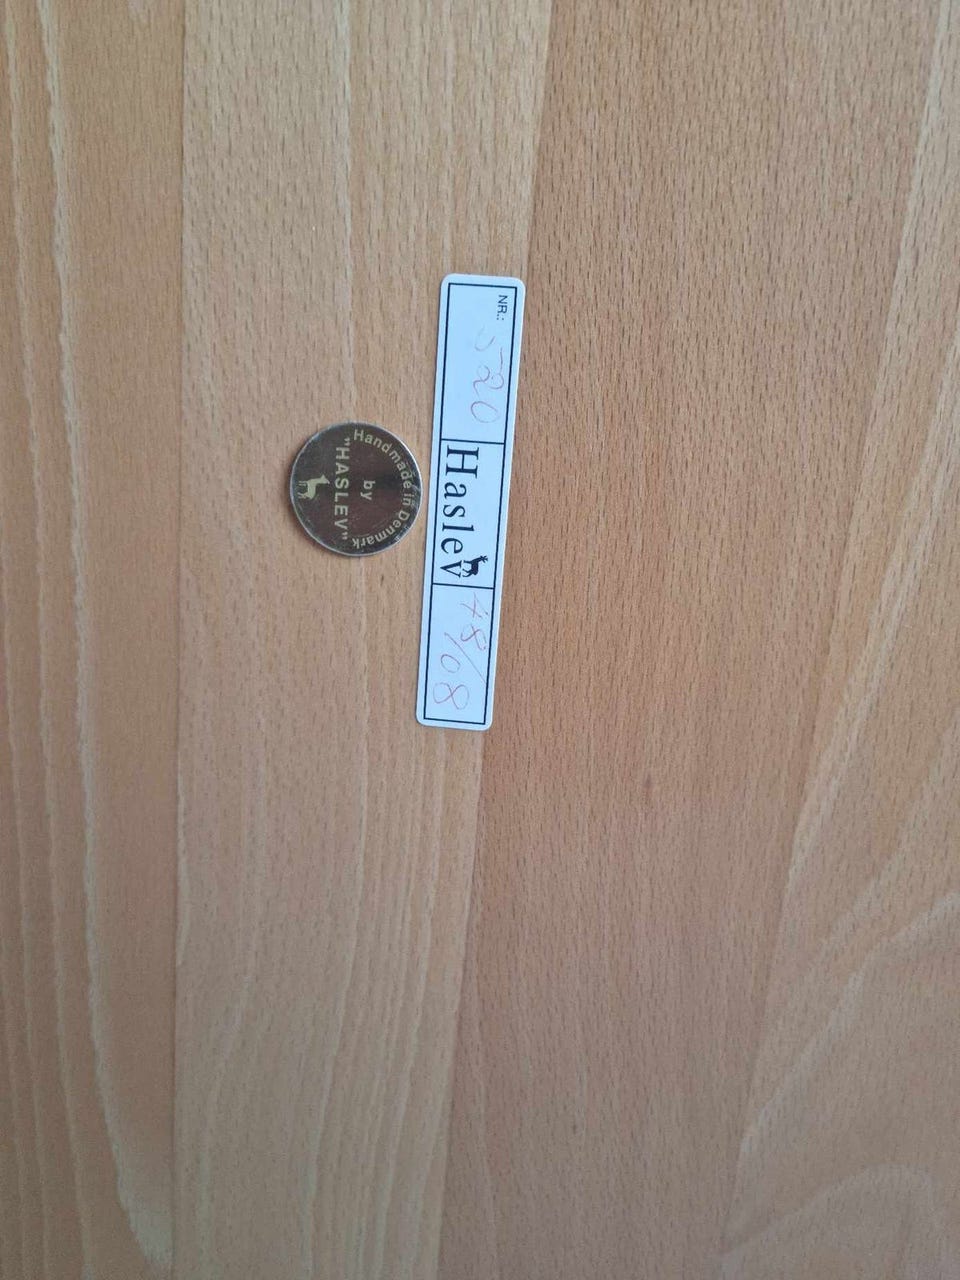 Handmade in Denmark
by
"HASLEV"
NR.: 520
Haslev
48/08